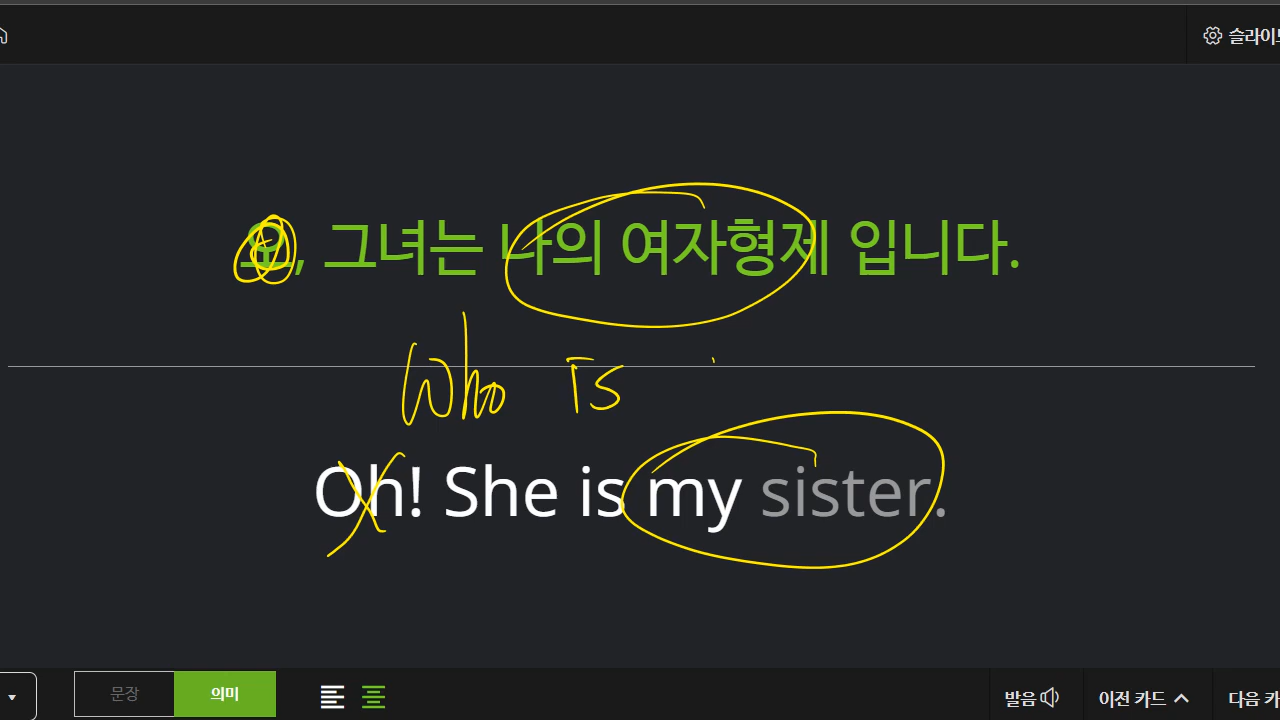 슬라이드
오, 그녀는 나의 여자형제 입니다.
Who Is
Oh! She is my sister.
문장 의미 발음 이전 카드 다음 카